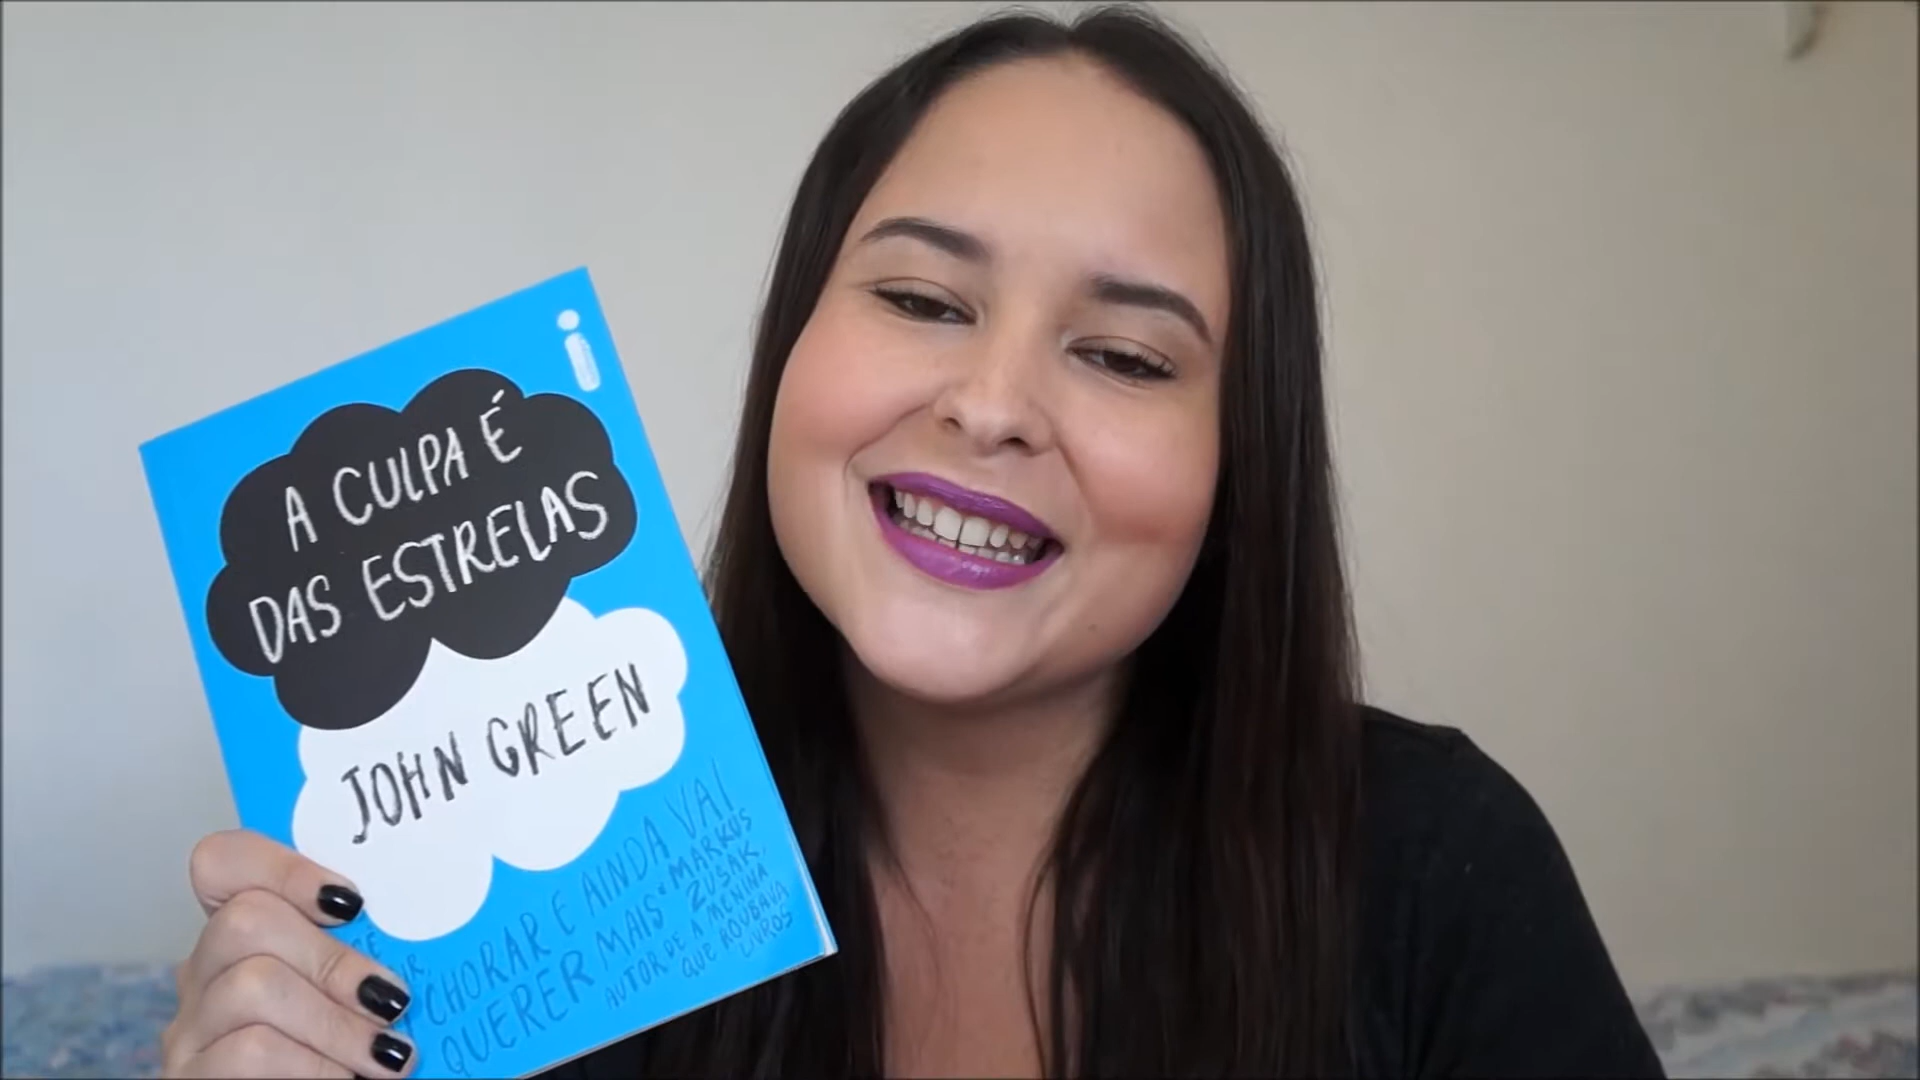 i
A CULPA É
DAS ESTRELAS
JOHN GREEN
CHORAR E AINDA VAI
QUERER MAIS" MARKUS
ZUSAK,
AUTOR DE A MENINA
QUE ROUBAVA
LIVROS